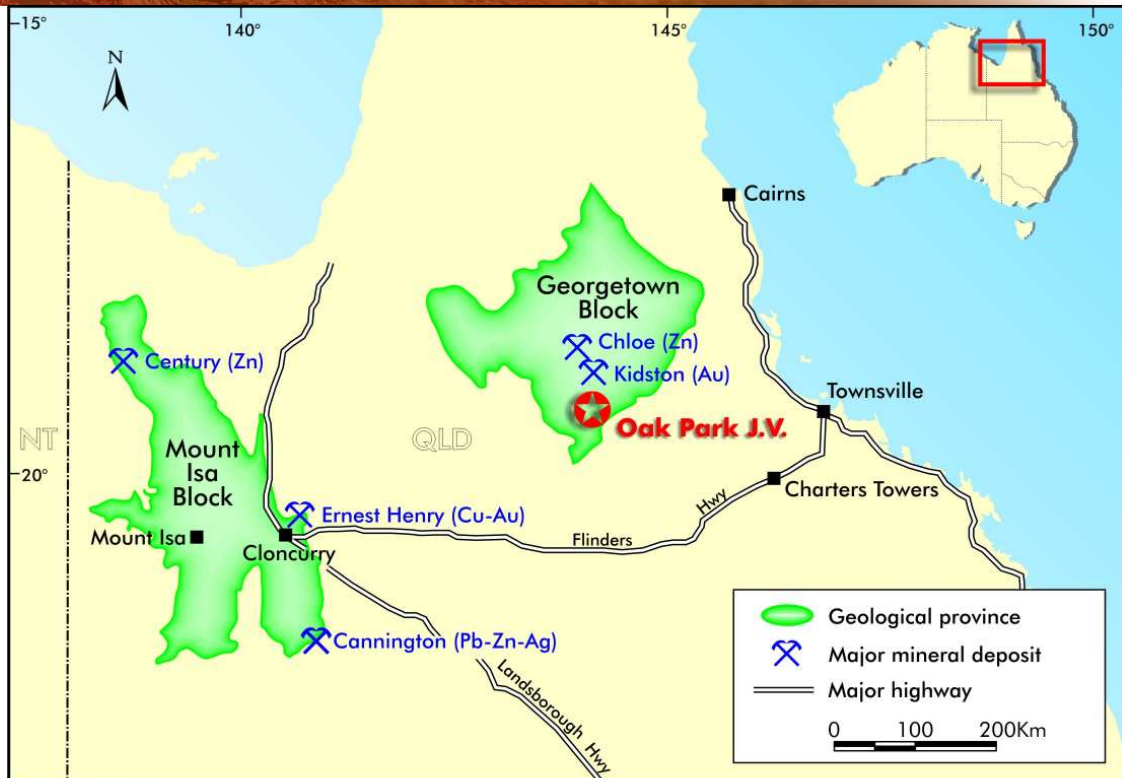 -15°
140°
145°
150°
N
Cairns
Georgetown
Block
Chloe (Zn)
Kidston (Au)
Century (Zn)
Townsville
Oak Park J.V.
NT
QLD
Mount
Isa
Block
20°
Charters Towers
Hwy
Ernest Henry (Cu-Au)
Mount Isa
Cloncurry
Flinders
Cannington (Pb-Zn-Ag)
Landsborough
Hwy
Geological province
Major mineral deposit
Major highway
0 100 200Km